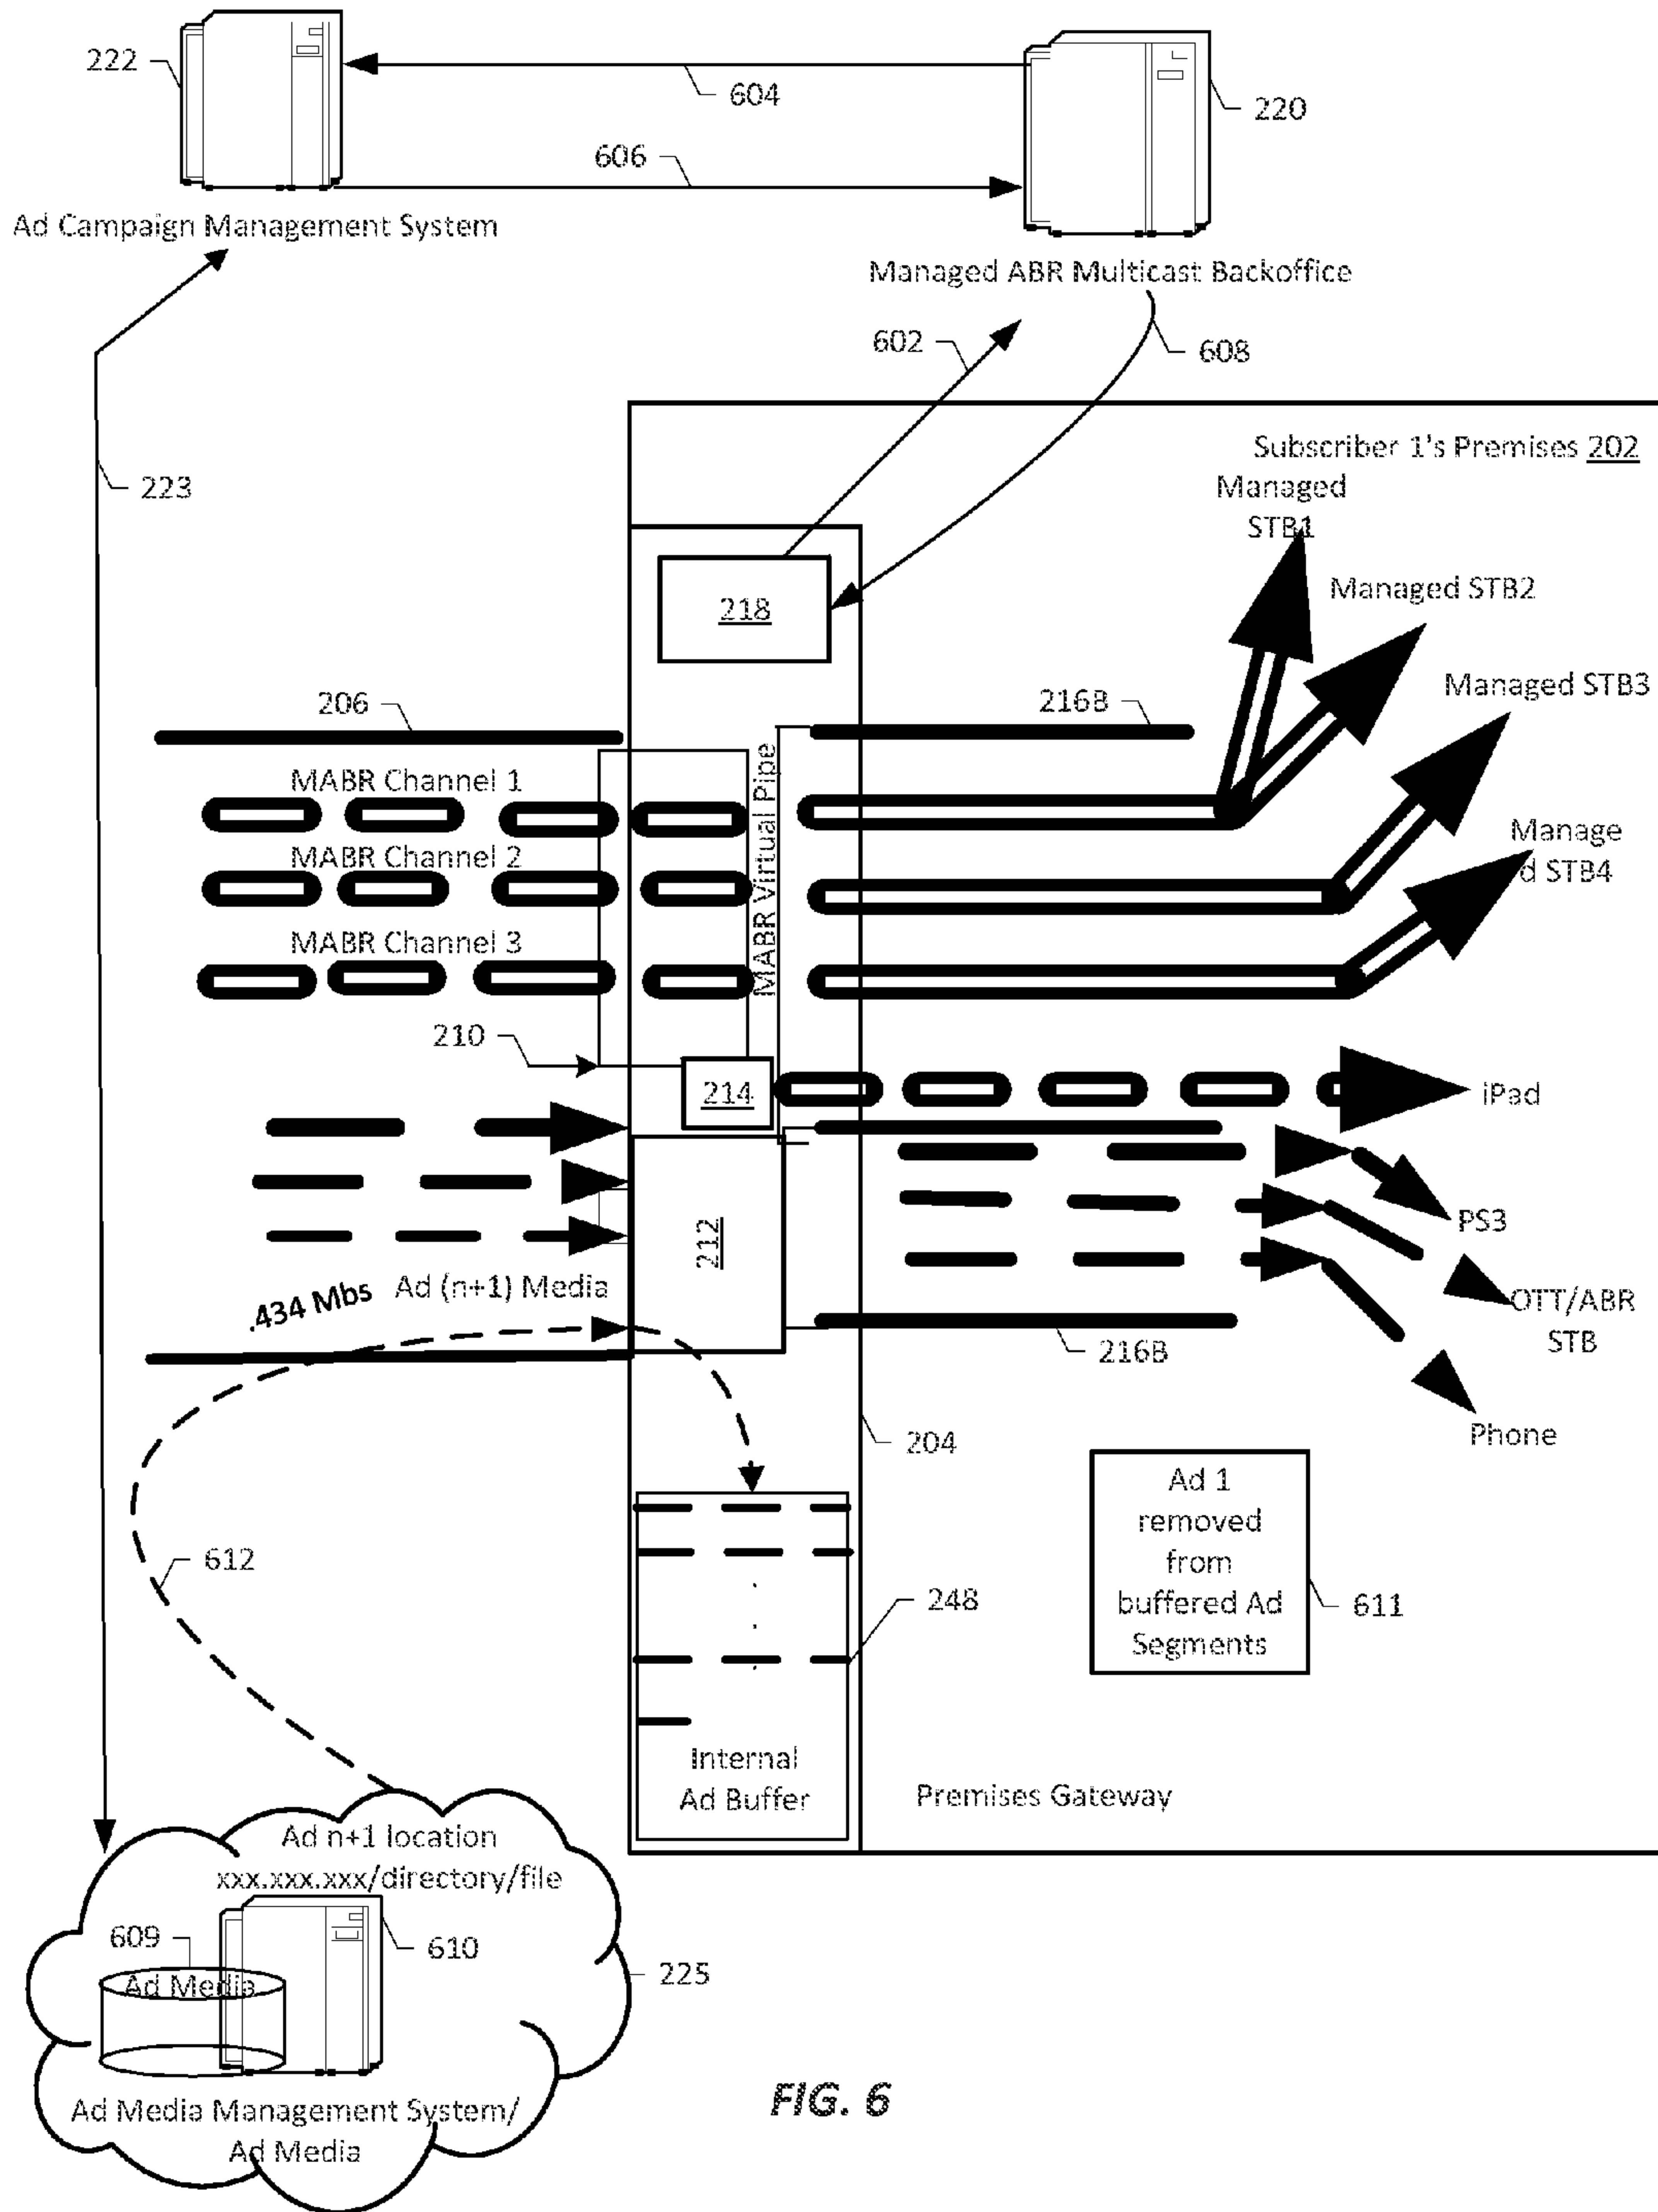 222
604
220
606
Ad Campaign Management System
Managed ABR Multicast Backoffice
602
608
223
Subscriber 1's Premises 202
Managed
STB1
Managed STB2
218
Managed STB3
206
216B
MABR Channel 1
MABR Virtual Pipe
Manage
d STB4
MABR Channel 2
MABR Channel 3
210
214
iPad
212
PS3
Ad (n+1) Media
.434 Mbs
OTT/ABR
STB
216B
204
Phone
Ad 1
removed
from
buffered Ad
Segments
611
612
248
Internal
Ad Buffer
Premises Gateway
Ad n+1 location
xxx.xxx.xxx/directory/file
609
610
Ad Media
225
Ad Media Management System/
Ad Media
FIG. 6